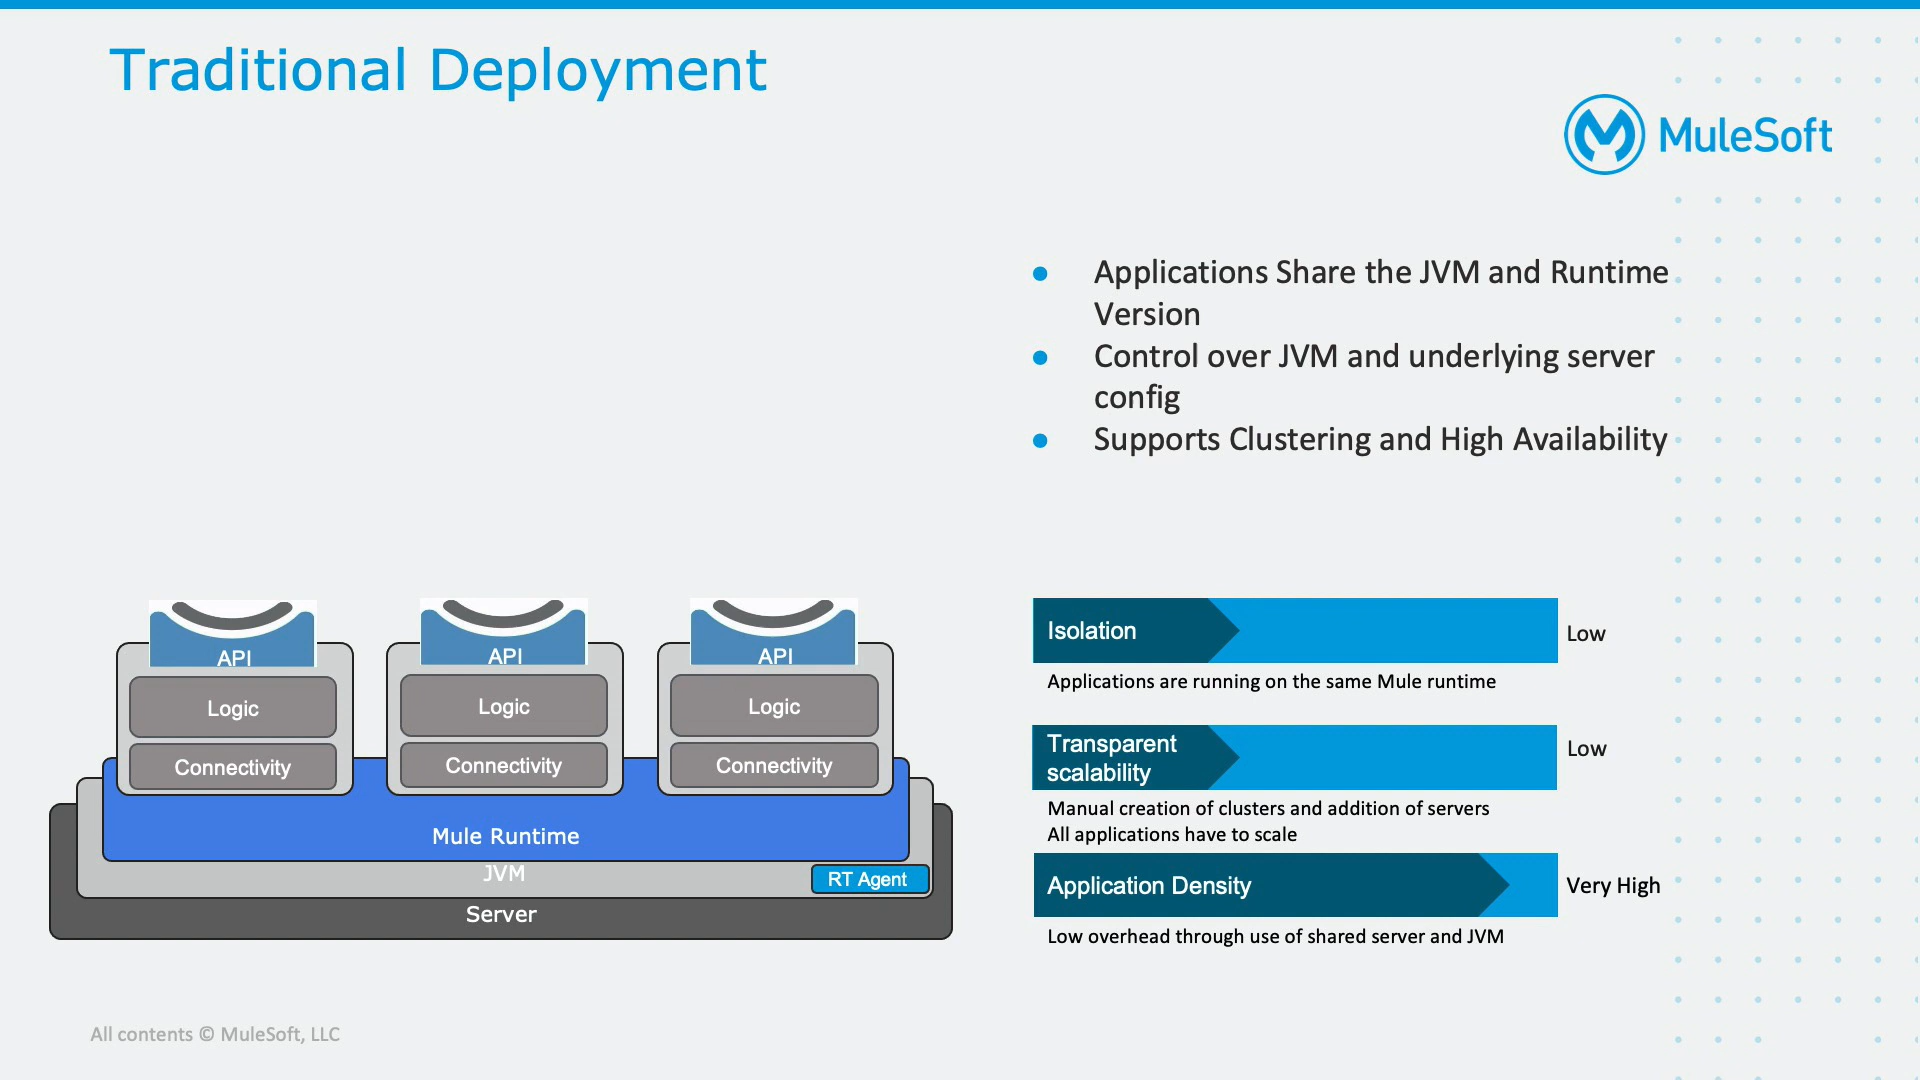 Traditional Deployment
MuleSoft
Applications Share the JVM and Runtime
Version
Control over JVM and underlying server
config
Supports Clustering and High Availability
API
Logic
Connectivity
API
Logic
Connectivity
API
Logic
Connectivity
Mule Runtime
JVM
RT Agent
Server
Isolation
Low
Applications are running on the same Mule runtime
Transparent
scalability
Low
Manual creation of clusters and addition of servers
All applications have to scale
Application Density
Very High
Low overhead through use of shared server and JVM
All contents © MuleSoft, LLC